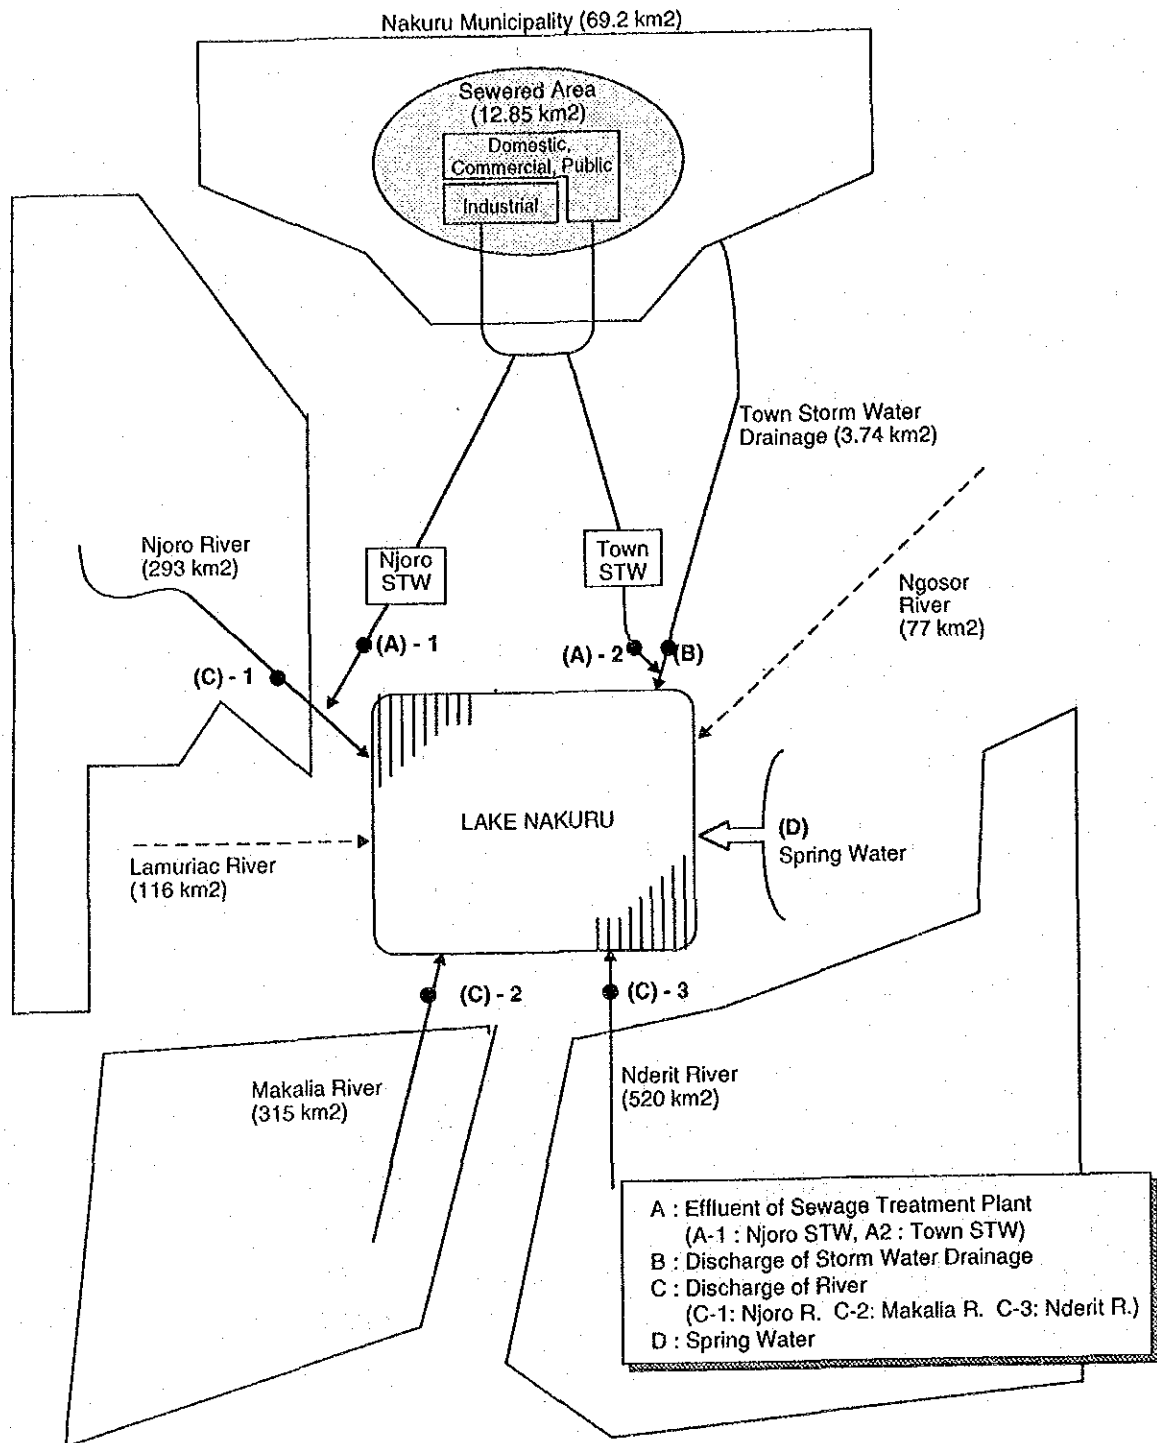 Nakuru Municipality (69.2 km2)
Sewered Area
(12.85 km2)
Domestic,
Commercial, Public
Industrial
Town Storm Water
Drainage (3.74 km2)
Njoro River
(293 km2)
Njoro
STW
Town
STW
Ngosor
River
(77 km2)
(A) - 1
(A) - 2
(B)
(C) - 1
LAKE NAKURU
(D)
Spring Water
Lamuriac River
(116 km2)
(C) - 2
(C) - 3
Makalia River
(315 km2)
Nderit River
(520 km2)
A : Effluent of Sewage Treatment Plant
(A-1 : Njoro STW, A2 : Town STW)
B : Discharge of Storm Water Drainage
C : Discharge of River
(C-1: Njoro R. C-2: Makalia R. C-3: Nderit R.)
D : Spring Water